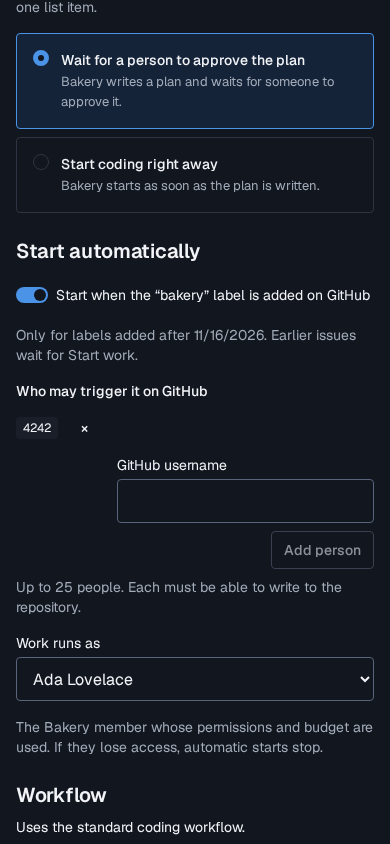 one list item.
Wait for a person to approve the plan
Bakery writes a plan and waits for someone to
approve it.
Start coding right away
Bakery starts as soon as the plan is written.
Start automatically
Start when the “bakery” label is added on GitHub
Only for labels added after 11/16/2026. Earlier issues
wait for Start work.
Who may trigger it on GitHub
4242 ×
GitHub username
Add person
Up to 25 people. Each must be able to write to the
repository.
Work runs as
Ada Lovelace
The Bakery member whose permissions and budget are
used. If they lose access, automatic starts stop.
Workflow
Uses the standard coding workflow.